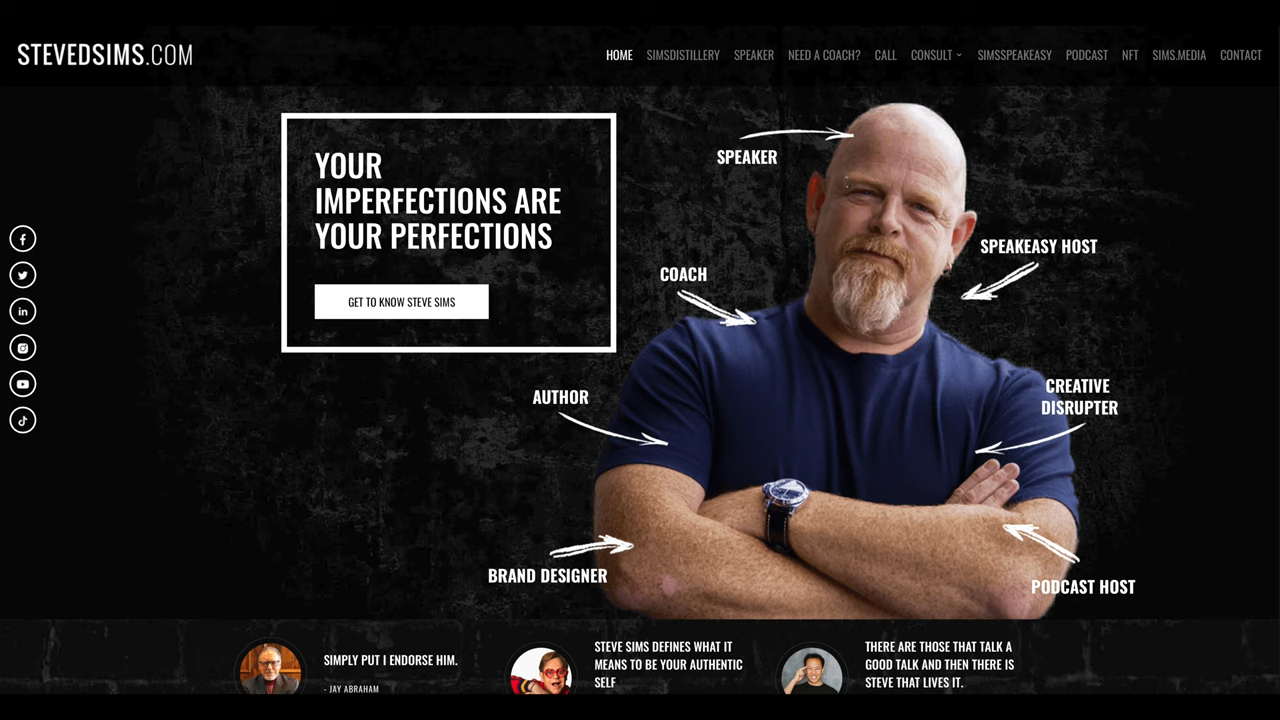 STEVEDSIMS.COM
HOME SIMSDISTILLERY SPEAKER NEED A COACH? CALL CONSULT SIMSSPEAKEASY PODCAST NFT SIMS.MEDIA CONTACT
YOUR
IMPERFECTIONS ARE
YOUR PERFECTIONS
GET TO KNOW STEVE SIMS
SPEAKER
SPEAKEASY HOST
COACH
AUTHOR
CREATIVE
DISRUPTER
BRAND DESIGNER
PODCAST HOST
SIMPLY PUT I ENDORSE HIM.
- JAY ABRAHAM
STEVE SIMS DEFINES WHAT IT
MEANS TO BE YOUR AUTHENTIC
SELF
THERE ARE THOSE THAT TALK A
GOOD TALK AND THEN THERE IS
STEVE THAT LIVES IT.